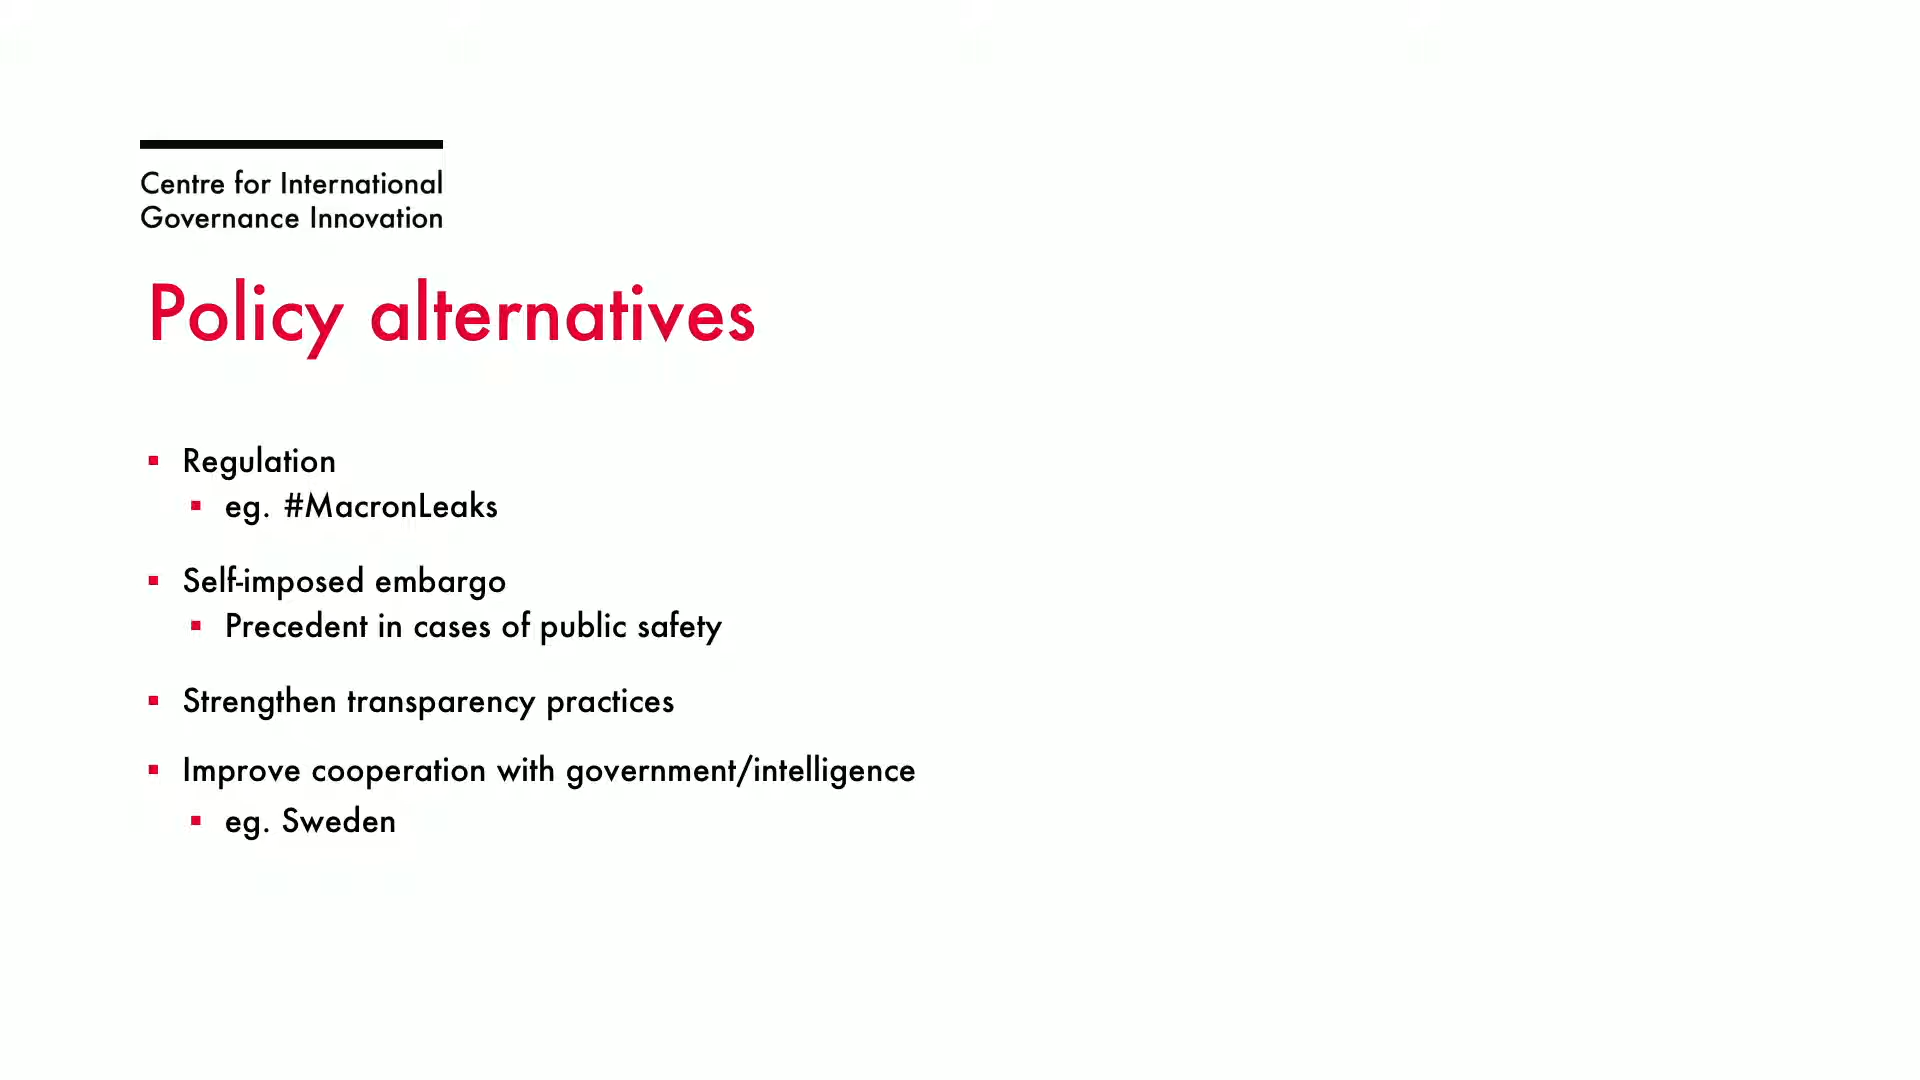 Centre for International
Governance Innovation
Policy alternatives
Regulation
eg. #MacronLeaks
Self-imposed embargo
Precedent in cases of public safety
Strengthen transparency practices
Improve cooperation with government/intelligence
eg. Sweden